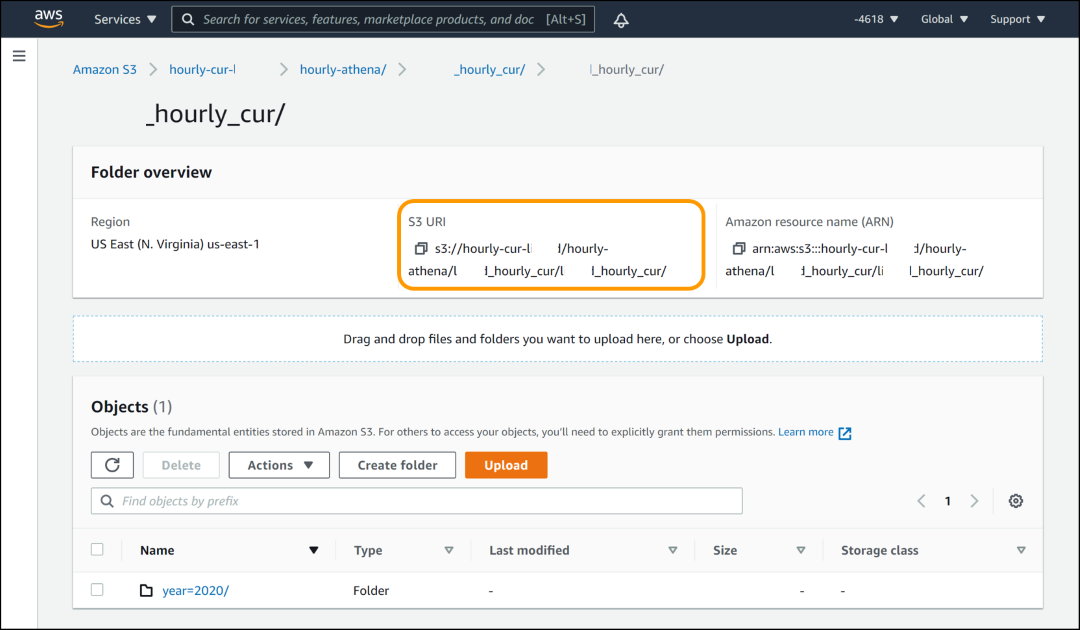 aws Services ▼ Search for services, features, marketplace products, and doc [Alt+S] -4618 ▼ Global ▼ Support ▼
Amazon S3 > hourly-cur-l > hourly-athena/ > _hourly_cur/ > l_hourly_cur/
_hourly_cur/
Folder overview
Region
US East (N. Virginia) us-east-1
S3 URI
s3://hourly-cur-li d/hourly-
athena/l d_hourly_cur/l d_hourly_cur/
Amazon resource name (ARN)
arn:aws:s3:::hourly-cur-l d/hourly-
athena/l d_hourly_cur/li l_hourly_cur/
Drag and drop files and folders you want to upload here, or choose Upload.
Objects (1)
Objects are the fundamental entities stored in Amazon S3. For others to access your objects, you'll need to explicitly grant them permissions. Learn more
Delete Actions ▼ Create folder Upload
Find objects by prefix 1
Name Type Last modified Size Storage class
year=2020/ Folder - - -